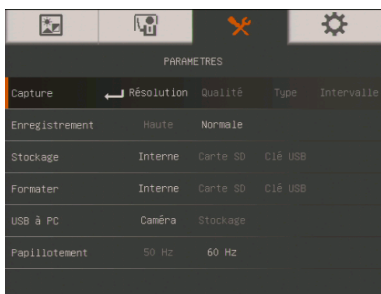 PARAMETRES
Capture Résolution Qualité Type Intervalle
Enregistrement Haute Normale
Stockage Interne Carte SD Clé USB
Formater Interne Carte SD Clé USB
USB à PC Caméra Stockage
Papillotement 50 Hz 60 Hz